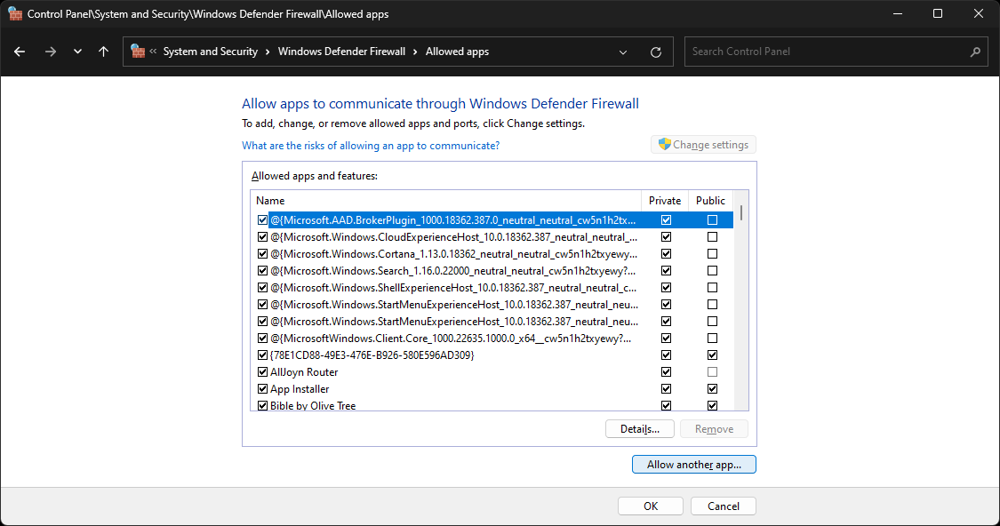 Control Panel\System and Security\Windows Defender Firewall\Allowed apps
« System and Security › Windows Defender Firewall › Allowed apps
Search Control Panel
Allow apps to communicate through Windows Defender Firewall
To add, change, or remove allowed apps and ports, click Change settings.
What are the risks of allowing an app to communicate?
Change settings
Allowed apps and features:
Name Private Public
@{Microsoft.AAD.BrokerPlugin_1000.18362.387.0_neutral_neutral_cw5n1h2tx...
@{Microsoft.Windows.CloudExperienceHost_10.0.18362.387_neutral_neutral_...
@{Microsoft.Windows.Cortana_1.13.0.18362_neutral_neutral_cw5n1h2txyewy...
@{Microsoft.Windows.Search_1.16.0.22000_neutral_neutral_cw5n1h2txyewy?...
@{Microsoft.Windows.ShellExperienceHost_10.0.18362.387_neutral_neutral_c...
@{Microsoft.Windows.StartMenuExperienceHost_10.0.18362.387_neutral_neu...
@{Microsoft.Windows.StartMenuExperienceHost_10.0.18362.387_neutral_neu...
@{MicrosoftWindows.Client.Core_1000.22635.1000.0_x64__cw5n1h2txyewy?...
{78E1CD88-49E3-476E-B926-580E596AD309}
AllJoyn Router
App Installer
Bible by Olive Tree
Details... Remove
Allow another app...
OK Cancel